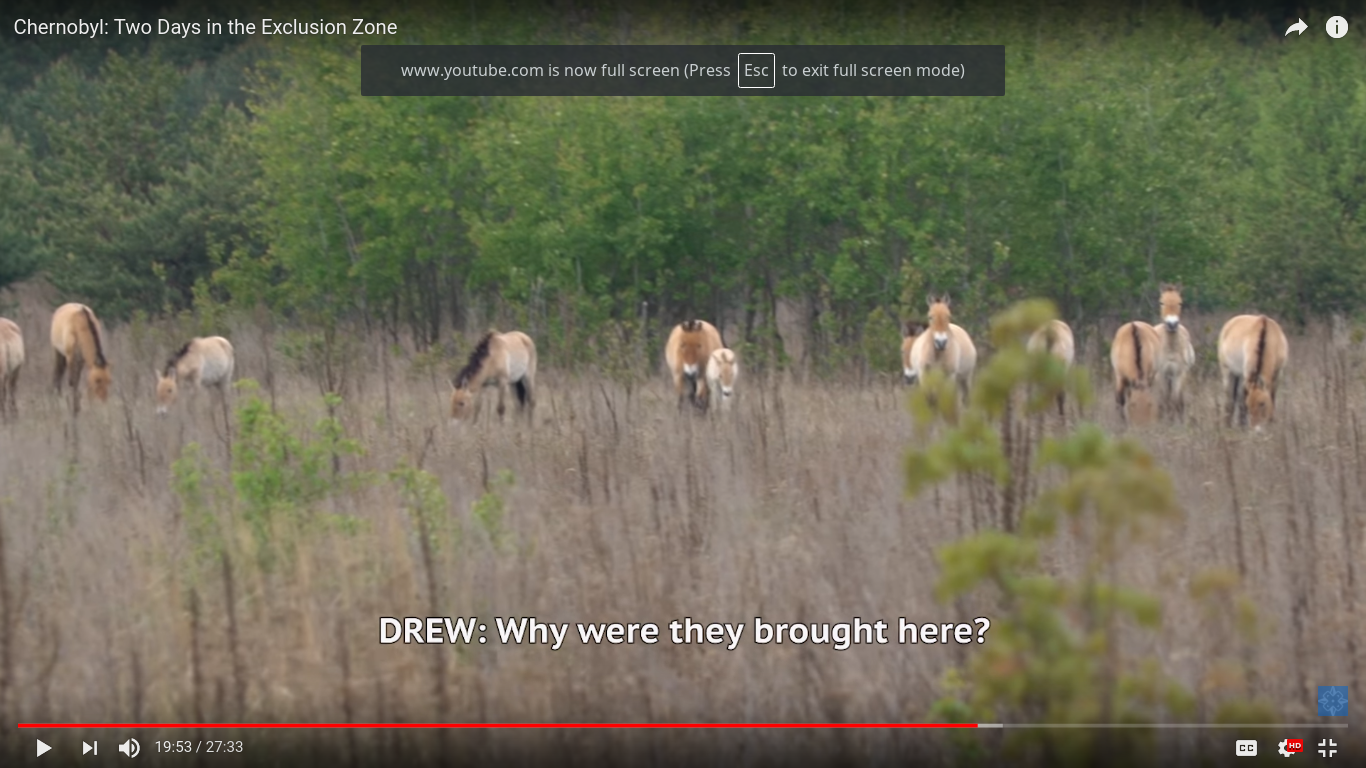 Chernobyl: Two Days in the Exclusion Zone
www.youtube.com is now full screen (Press Esc to exit full screen mode)
DREW: Why were they brought here?
19:53 / 27:33
CC
HD